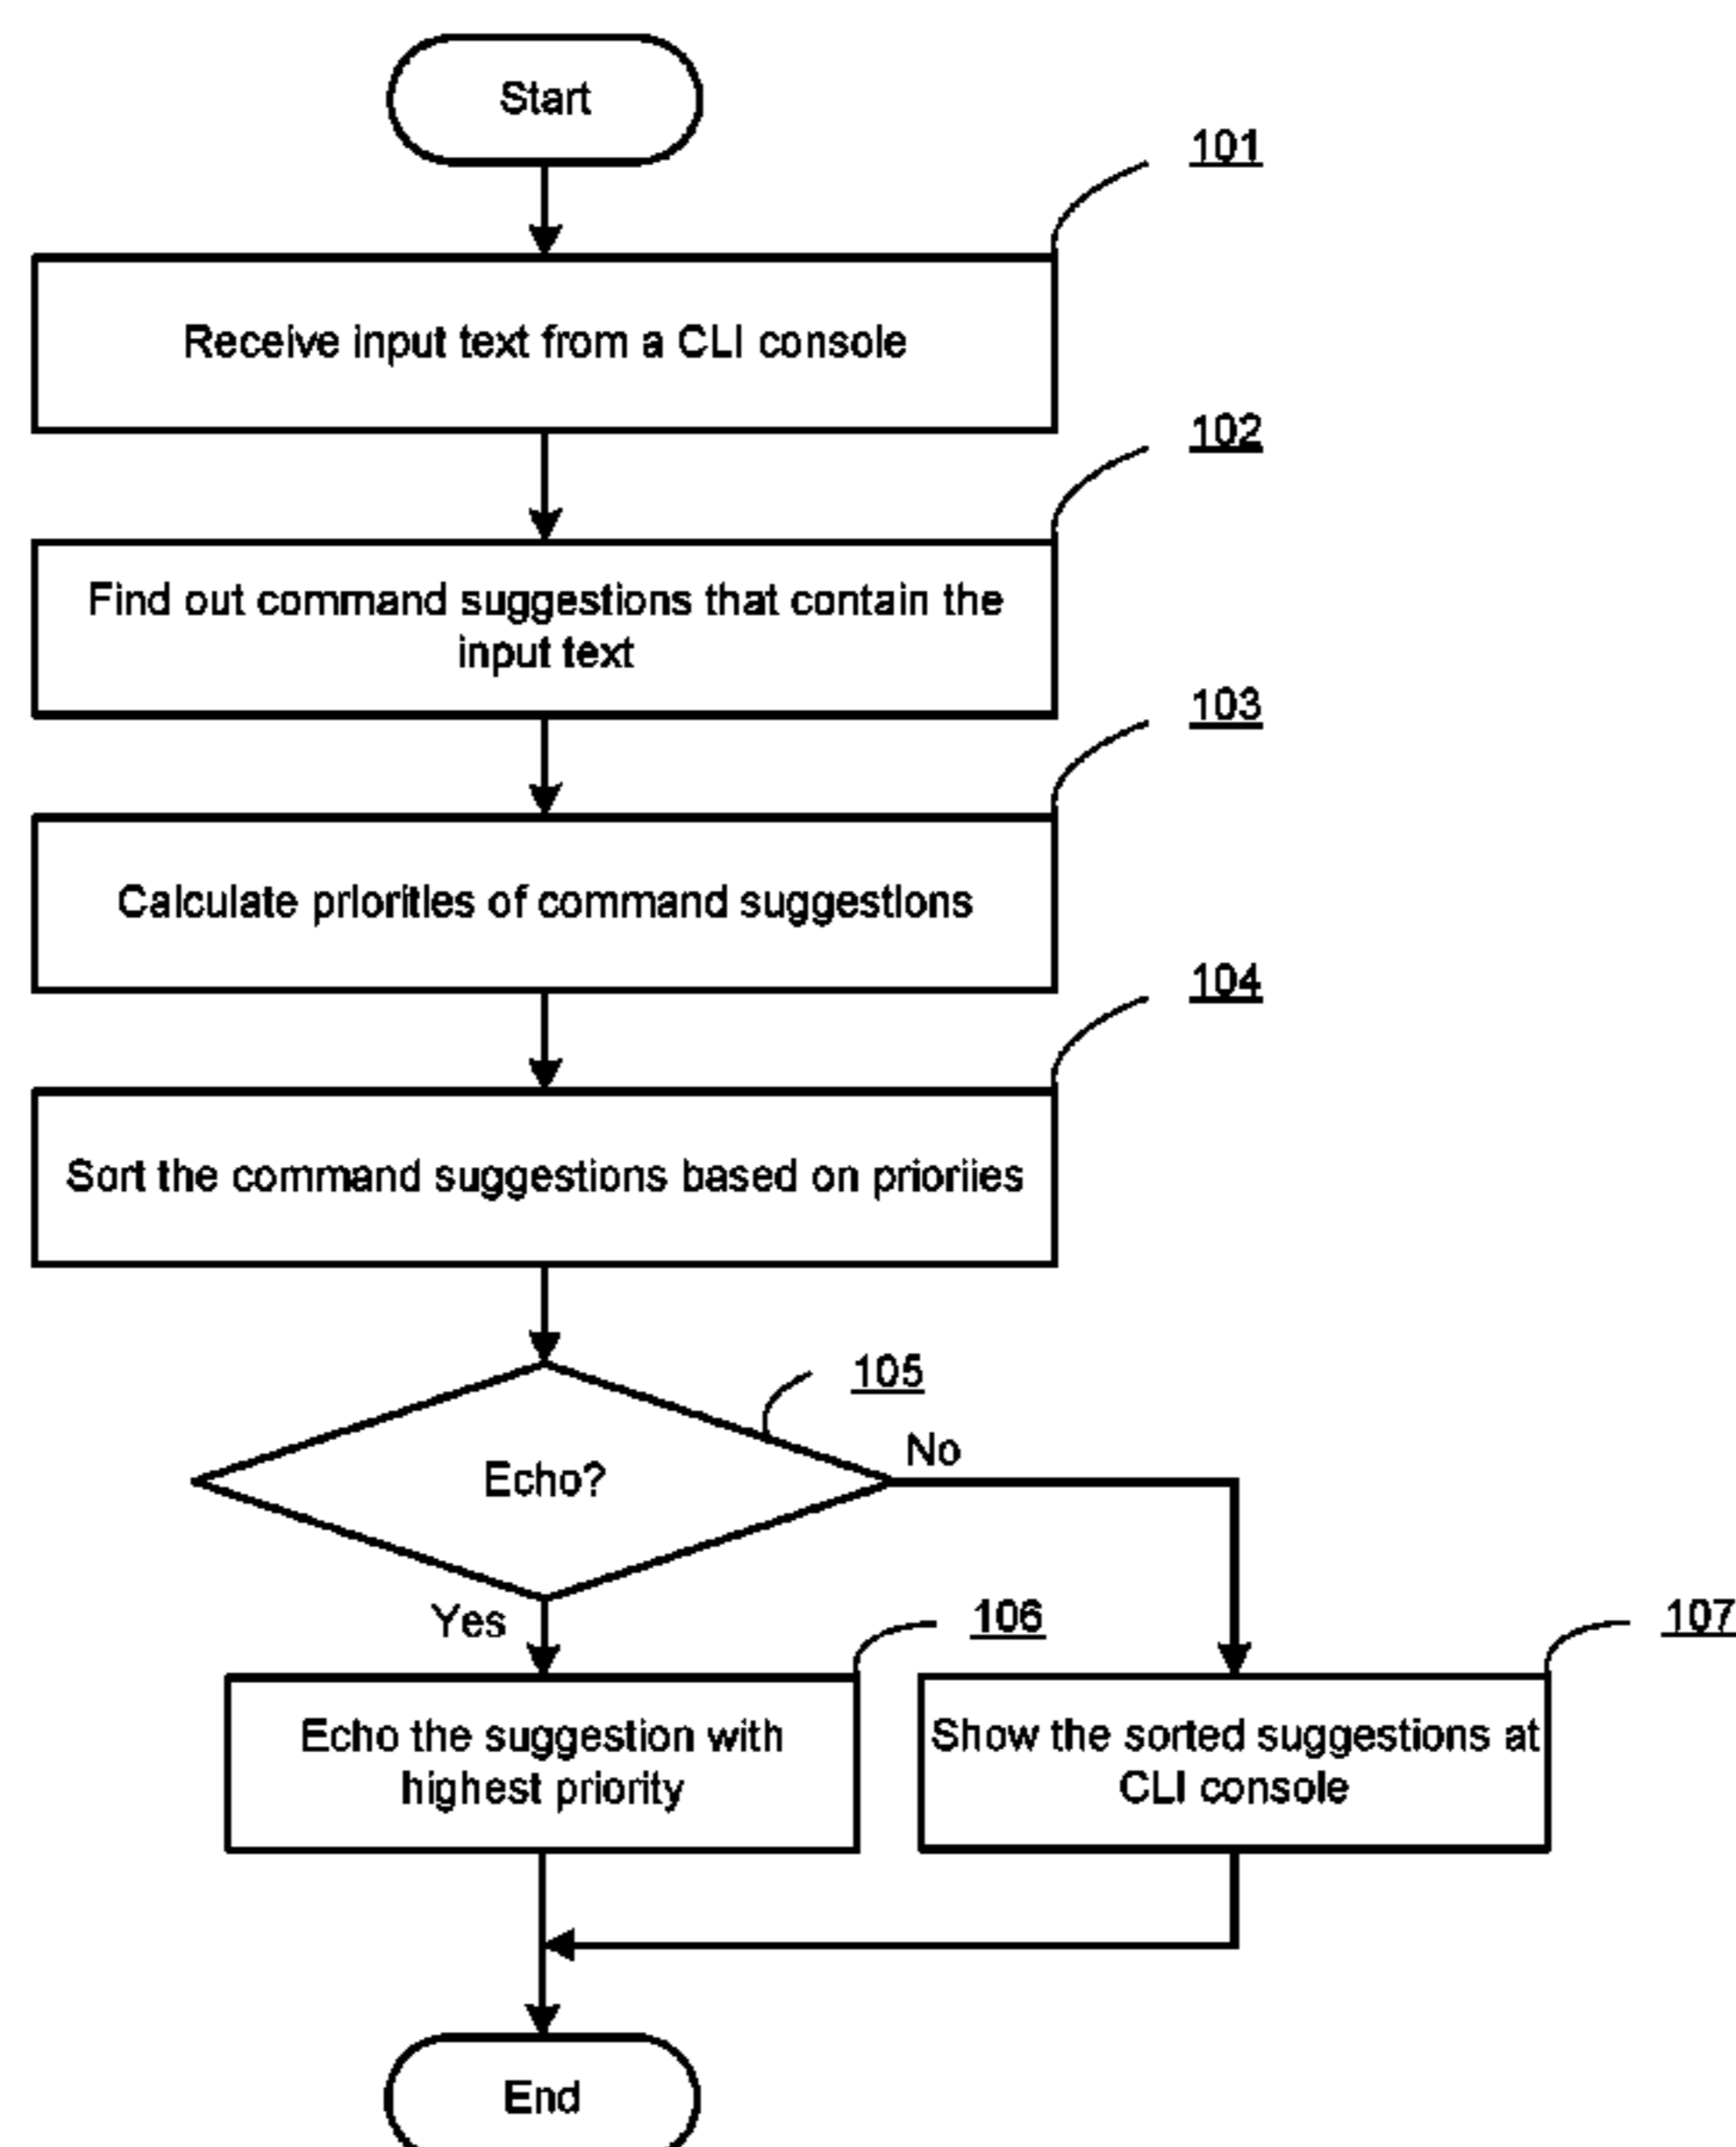 Start
101
Receive input text from a CLI console
102
Find out command suggestions that contain the
input text
103
Calculate priorities of command suggestions
104
Sort the command suggestions based on prioriies
105
Echo?
No
Yes
106
107
Echo the suggestion with
highest priority
Show the sorted suggestions at
CLI console
End